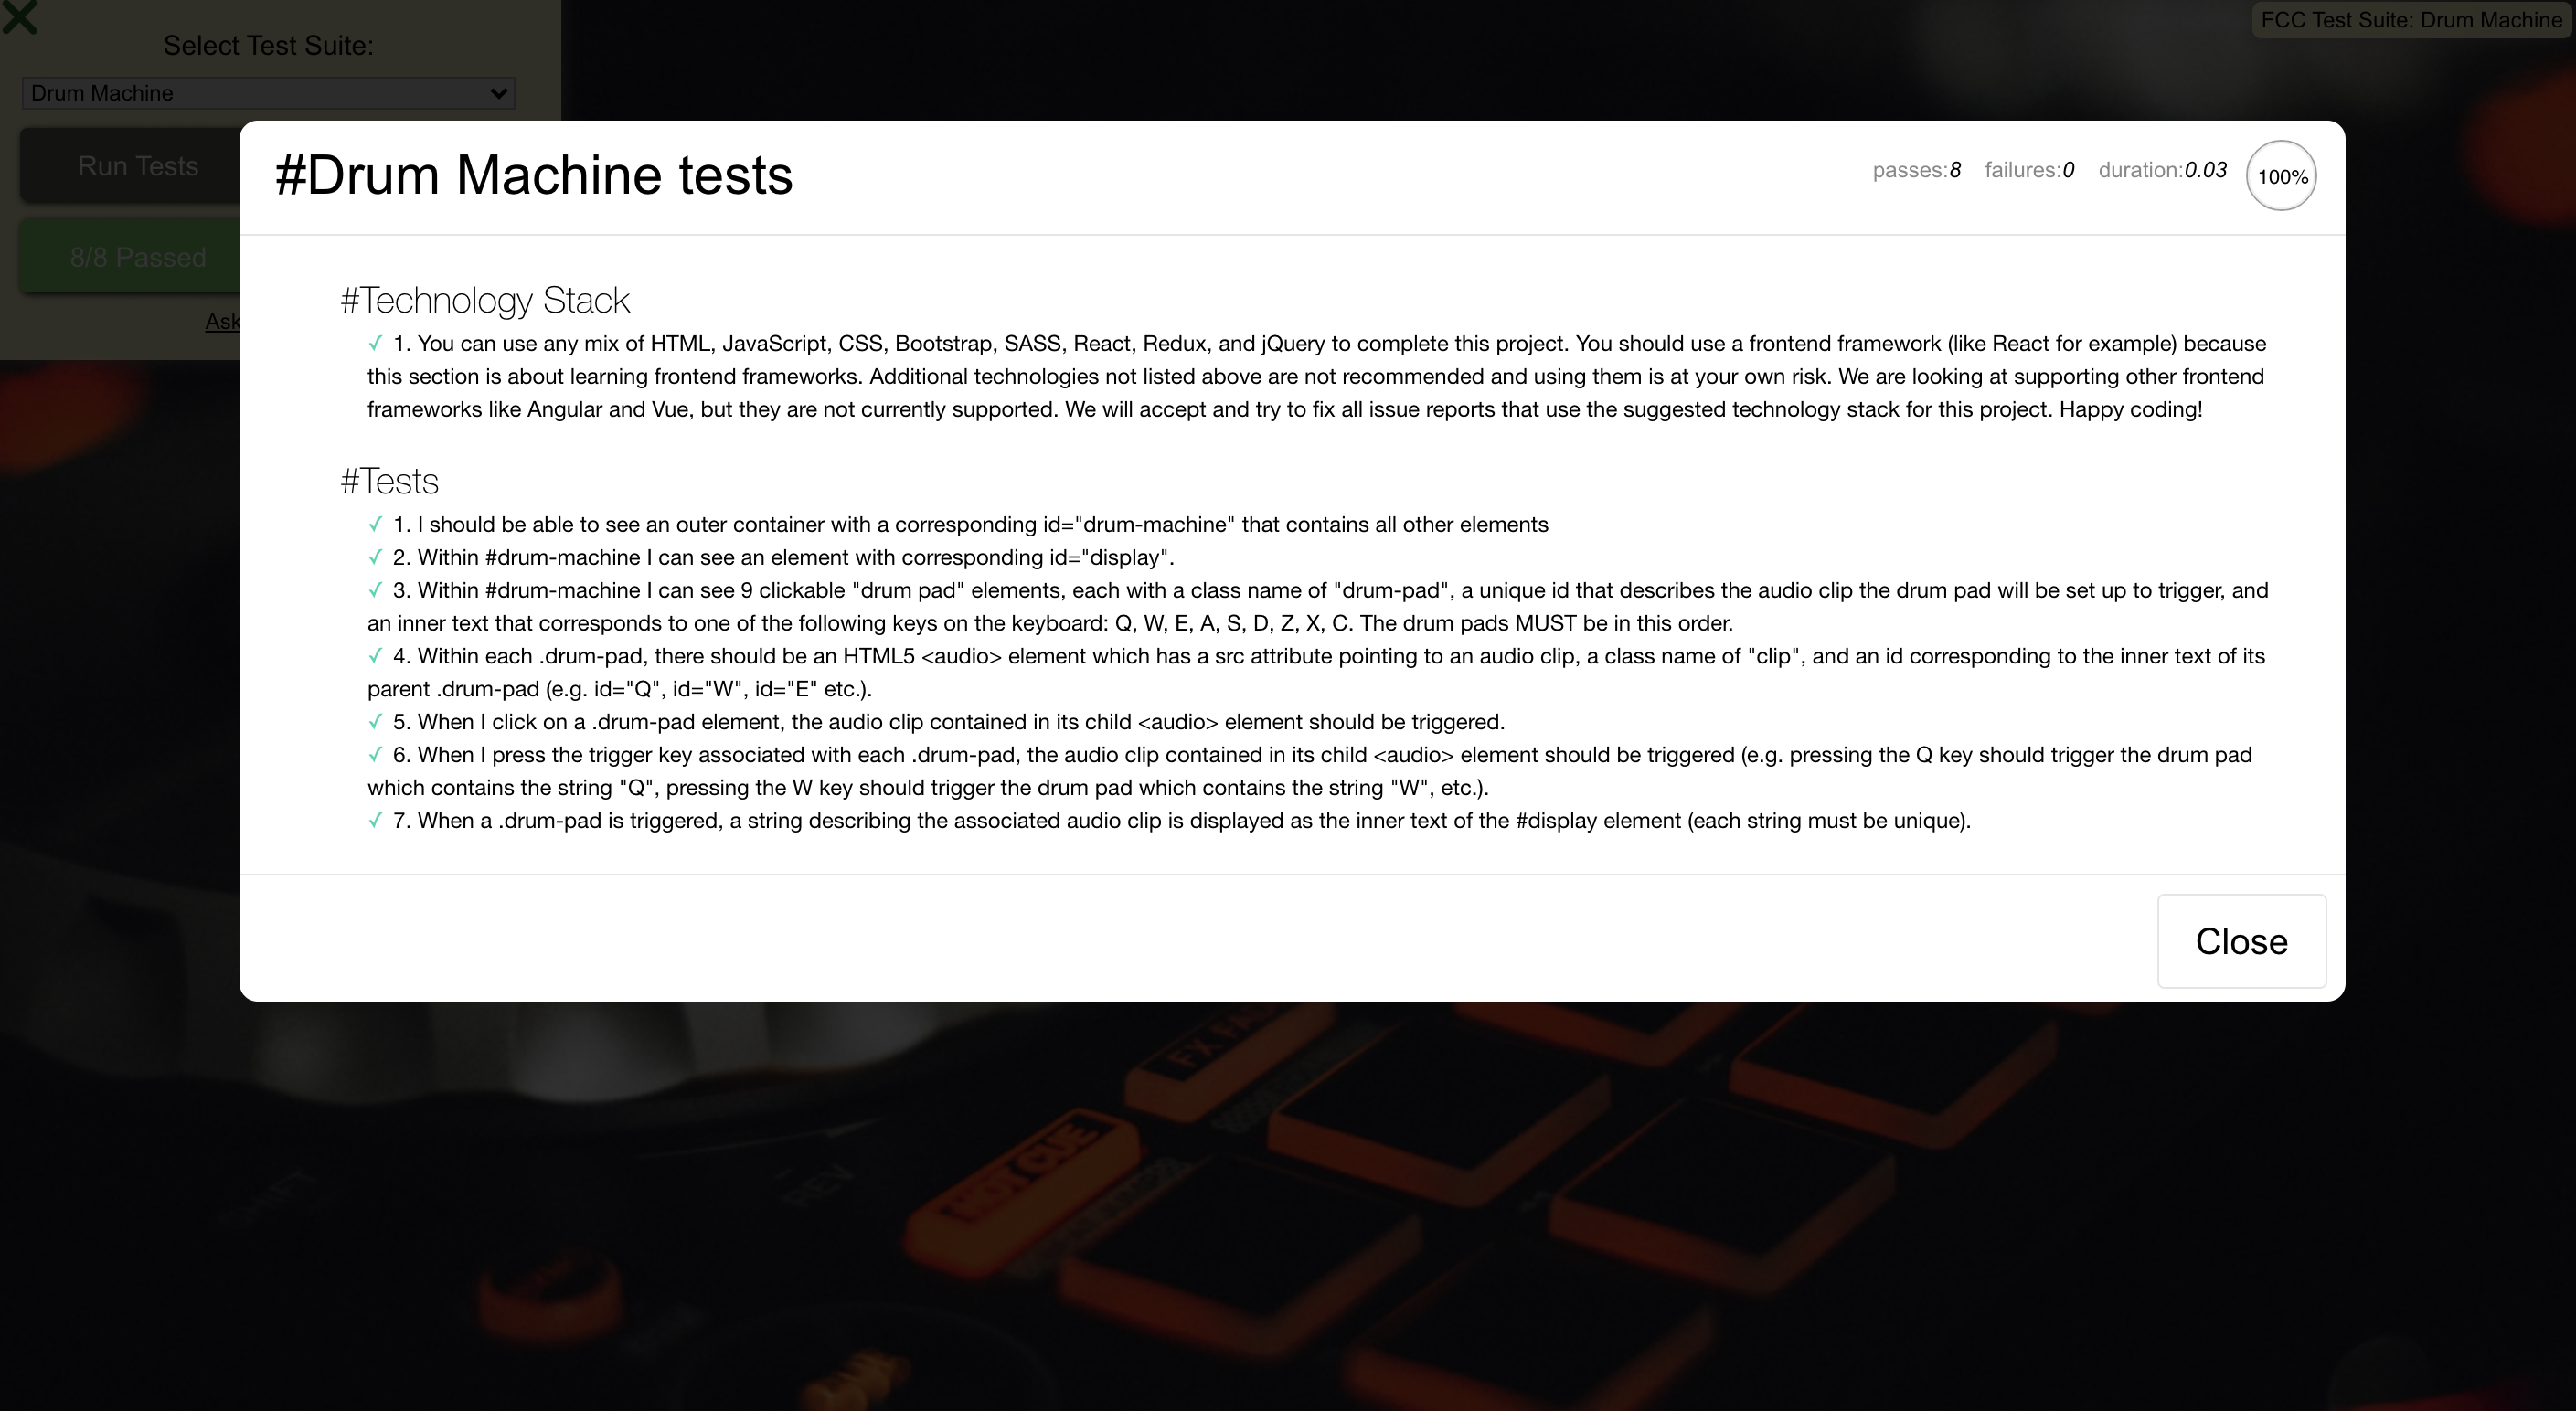 Select Test Suite:
FCC Test Suite: Drum Machine
Drum Machine
Run Tests
8/8 Passed
Ask
#Drum Machine tests
passes:8 failures:0 duration:0.03 100%
#Technology Stack
✓ 1. You can use any mix of HTML, JavaScript, CSS, Bootstrap, SASS, React, Redux, and jQuery to complete this project. You should use a frontend framework (like React for example) because
this section is about learning frontend frameworks. Additional technologies not listed above are not recommended and using them is at your own risk. We are looking at supporting other frontend
frameworks like Angular and Vue, but they are not currently supported. We will accept and try to fix all issue reports that use the suggested technology stack for this project. Happy coding!
#Tests
✓ 1. I should be able to see an outer container with a corresponding id="drum-machine" that contains all other elements
✓ 2. Within #drum-machine I can see an element with corresponding id="display".
✓ 3. Within #drum-machine I can see 9 clickable "drum pad" elements, each with a class name of "drum-pad", a unique id that describes the audio clip the drum pad will be set up to trigger, and
an inner text that corresponds to one of the following keys on the keyboard: Q, W, E, A, S, D, Z, X, C. The drum pads MUST be in this order.
✓ 4. Within each .drum-pad, there should be an HTML5 <audio> element which has a src attribute pointing to an audio clip, a class name of "clip", and an id corresponding to the inner text of its
parent .drum-pad (e.g. id="Q", id="W", id="E" etc.).
✓ 5. When I click on a .drum-pad element, the audio clip contained in its child <audio> element should be triggered.
✓ 6. When I press the trigger key associated with each .drum-pad, the audio clip contained in its child <audio> element should be triggered (e.g. pressing the Q key should trigger the drum pad
which contains the string "Q", pressing the W key should trigger the drum pad which contains the string "W", etc.).
✓ 7. When a .drum-pad is triggered, a string describing the associated audio clip is displayed as the inner text of the #display element (each string must be unique).
Close
HOT CUE
SHIFT
REV